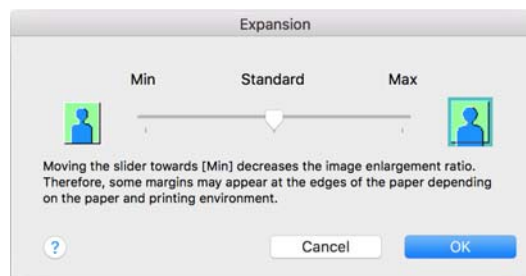 Expansion
Min Standard Max
Moving the slider towards [Min] decreases the image enlargement ratio.
Therefore, some margins may appear at the edges of the paper depending
on the paper and printing environment.
? Cancel OK